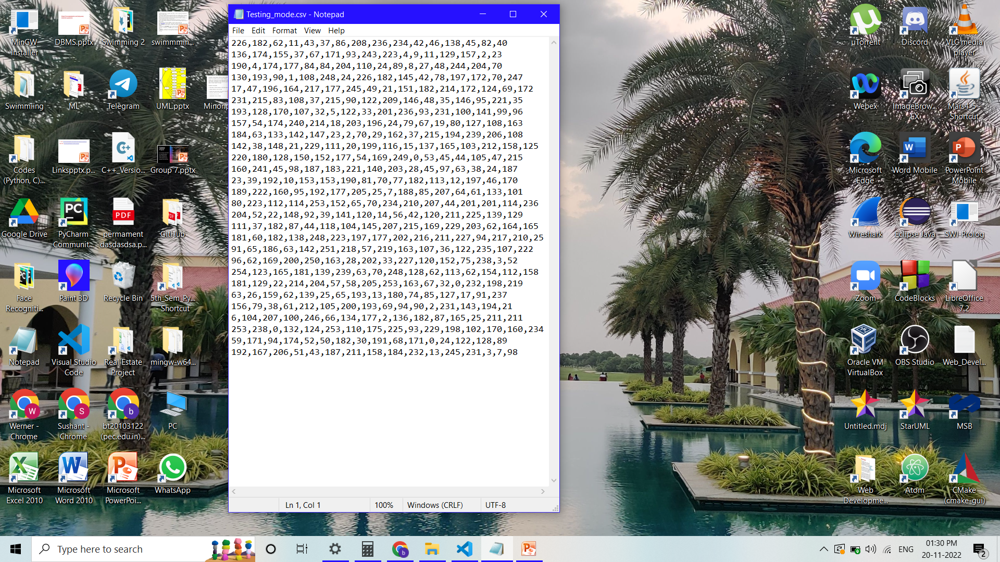 Testing_mode.csv - Notepad
File Edit Format View Help
226,182,62,11,43,37,86,208,236,234,42,46,138,45,82,40
136,174,155,37,67,171,93,243,223,4,9,11,129,157,2,23
190,4,174,177,84,84,204,110,24,89,8,27,48,244,204,70
130,193,90,1,108,248,24,226,182,145,42,78,197,172,70,247
17,47,196,164,217,177,245,49,21,151,182,214,172,124,69,172
231,215,83,108,37,215,90,122,209,146,48,35,146,95,221,35
193,128,170,107,32,5,122,33,201,236,93,231,100,141,99,96
157,54,174,240,214,18,203,196,24,79,67,19,80,127,108,163
184,63,133,142,147,23,2,70,29,162,37,215,194,239,206,108
142,38,148,21,229,111,20,199,116,15,137,165,103,212,158,125
220,180,128,150,152,177,54,169,249,0,53,45,44,105,47,215
160,241,45,98,187,183,221,140,203,28,45,97,63,38,24,187
23,39,192,10,153,153,190,81,70,77,182,113,12,197,46,170
189,222,160,95,192,177,205,25,7,188,85,207,64,61,133,101
80,223,112,114,253,152,65,70,234,210,207,44,201,201,114,236
204,52,22,148,92,39,141,120,14,56,42,120,211,225,139,129
111,37,182,87,44,118,104,145,207,215,169,229,203,62,164,165
181,60,182,138,248,223,197,177,202,216,211,227,94,217,210,25
91,65,186,63,142,251,218,57,219,163,107,36,122,235,107,222
96,62,169,200,250,163,28,202,33,227,120,152,75,238,3,52
254,123,165,181,139,239,63,70,248,128,62,113,62,154,112,158
181,129,22,214,204,57,58,205,253,163,67,32,0,232,198,219
63,26,159,62,139,25,65,193,13,180,74,85,127,17,91,237
156,79,38,61,212,105,200,193,69,94,90,2,231,143,194,21
6,104,207,100,246,66,134,177,2,136,182,87,165,25,211,211
253,238,0,132,124,253,110,175,225,93,229,198,102,170,160,234
59,171,94,174,52,50,182,30,191,68,171,0,24,122,128,89
192,167,206,51,43,187,211,158,184,232,13,245,231,3,7,98
Ln 1, Col 1 100% Windows (CRLF) UTF-8
MinGW Installer
DBMS.pptx
Swimming 2
swimmmin...
Swimming
ML
Telegram
UML.pptx
Minor.p
Codes (Python, C)...
Linkspptx.p...
C++_Versio...
Group 7.pptx
Google Drive
PyCharm Communit...
permament dasdasdsa.p...
GitHub
Face Recogniti...
Paint 3D
Recycle Bin
5th_Sem_Py... - Shortcut
Notepad
Visual Studio Code
Real Estate Project
mingw-w64...
Werner - Chrome
Sushant - Chrome
bt20103122 (pec.edu.in)...
PC
Microsoft Excel 2010
Microsoft Word 2010
Microsoft PowerPoi...
WhatsApp
µTorrent
Discord
VLC media player
Webex
ImageBrow... EX
Mars4_5 - Shortcut
Microsoft Edge
Word Mobile
PowerPoint Mobile
Wireshark
Eclipse Java
SWI-Prolog
Zoom
CodeBlocks
LibreOffice 7.2
Oracle VM VirtualBox
OBS Studio
Web_Devel...
Untitled.mdj
StarUML
MSB
Web Developme...
Atom
CMake (cmake-gui)
Type here to search
ENG
01:30 PM
20-11-2022
2